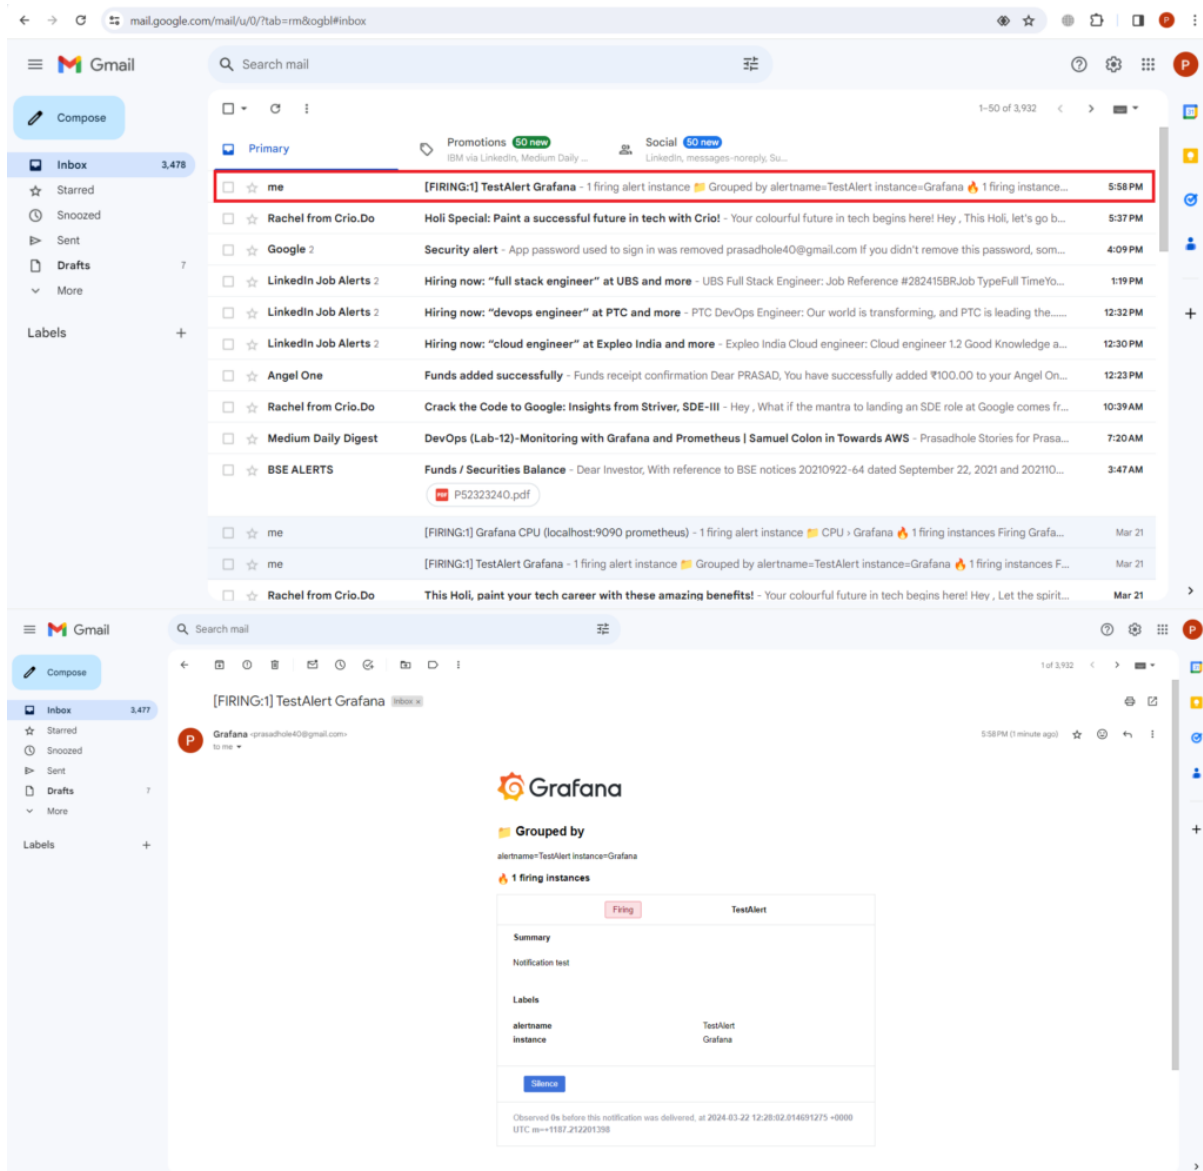 mail.google.com/mail/u/0/?tab=rm&ogbl#inbox
P
Gmail
Search mail
P
Compose
1–50 of 3,932
Primary
Promotions 50 new
IBM via LinkedIn, Medium Daily ...
Social 50 new
LinkedIn, messages-noreply, Su...
Inbox 3,478
Starred
Snoozed
Sent
Drafts 7
More
Labels +
me [FIRING:1] TestAlert Grafana - 1 firing alert instance 📁 Grouped by alertname=TestAlert instance=Grafana 🔥 1 firing instance... 5:58 PM
Rachel from Crio.Do Holi Special: Paint a successful future in tech with Crio! - Your colourful future in tech begins here! Hey , This Holi, let's go b... 5:37 PM
Google 2 Security alert - App password used to sign in was removed prasadhole40@gmail.com If you didn't remove this password, som... 4:09 PM
LinkedIn Job Alerts 2 Hiring now: “full stack engineer” at UBS and more - UBS Full Stack Engineer: Job Reference #282415BRJob TypeFull TimeYo... 1:19 PM
LinkedIn Job Alerts 2 Hiring now: “devops engineer” at PTC and more - PTC DevOps Engineer: Our world is transforming, and PTC is leading the...... 12:32 PM
LinkedIn Job Alerts 2 Hiring now: “cloud engineer” at Expleo India and more - Expleo India Cloud engineer: Cloud engineer 1.2 Good Knowledge a... 12:30 PM
Angel One Funds added successfully - Funds receipt confirmation Dear PRASAD, You have successfully added ₹100.00 to your Angel On... 12:23 PM
Rachel from Crio.Do Crack the Code to Google: Insights from Striver, SDE-III - Hey , What if the mantra to landing an SDE role at Google comes fr... 10:39 AM
Medium Daily Digest DevOps (Lab-12)-Monitoring with Grafana and Prometheus | Samuel Colon in Towards AWS - Prasadhole Stories for Prasa... 7:20 AM
BSE ALERTS Funds / Securities Balance - Dear Investor, With reference to BSE notices 20210922-64 dated September 22, 2021 and 202110... 3:47 AM
PDF P52323240.pdf
me [FIRING:1] Grafana CPU (localhost:9090 prometheus) - 1 firing alert instance 📁 CPU › Grafana 🔥 1 firing instances Firing Grafa... Mar 21
me [FIRING:1] TestAlert Grafana - 1 firing alert instance 📁 Grouped by alertname=TestAlert instance=Grafana 🔥 1 firing instances F... Mar 21
Rachel from Crio.Do This Holi, paint your tech career with these amazing benefits! - Your colourful future in tech begins here! Hey , Let the spirit... Mar 21
Gmail
Search mail
P
Compose
1 of 3,932
Inbox 3,477
Starred
Snoozed
Sent
Drafts 7
More
Labels +
[FIRING:1] TestAlert Grafana Inbox x
P
Grafana <prasadhole40@gmail.com>
to me
5:58 PM (1 minute ago)
Grafana
📁 Grouped by
alertname=TestAlert instance=Grafana
🔥 1 firing instances
Firing TestAlert
Summary
Notification test
Labels
alertname TestAlert
instance Grafana
Silence
Observed 0s before this notification was delivered, at 2024-03-22 12:28:02.014691275 +0000
UTC m=+1187.212201398